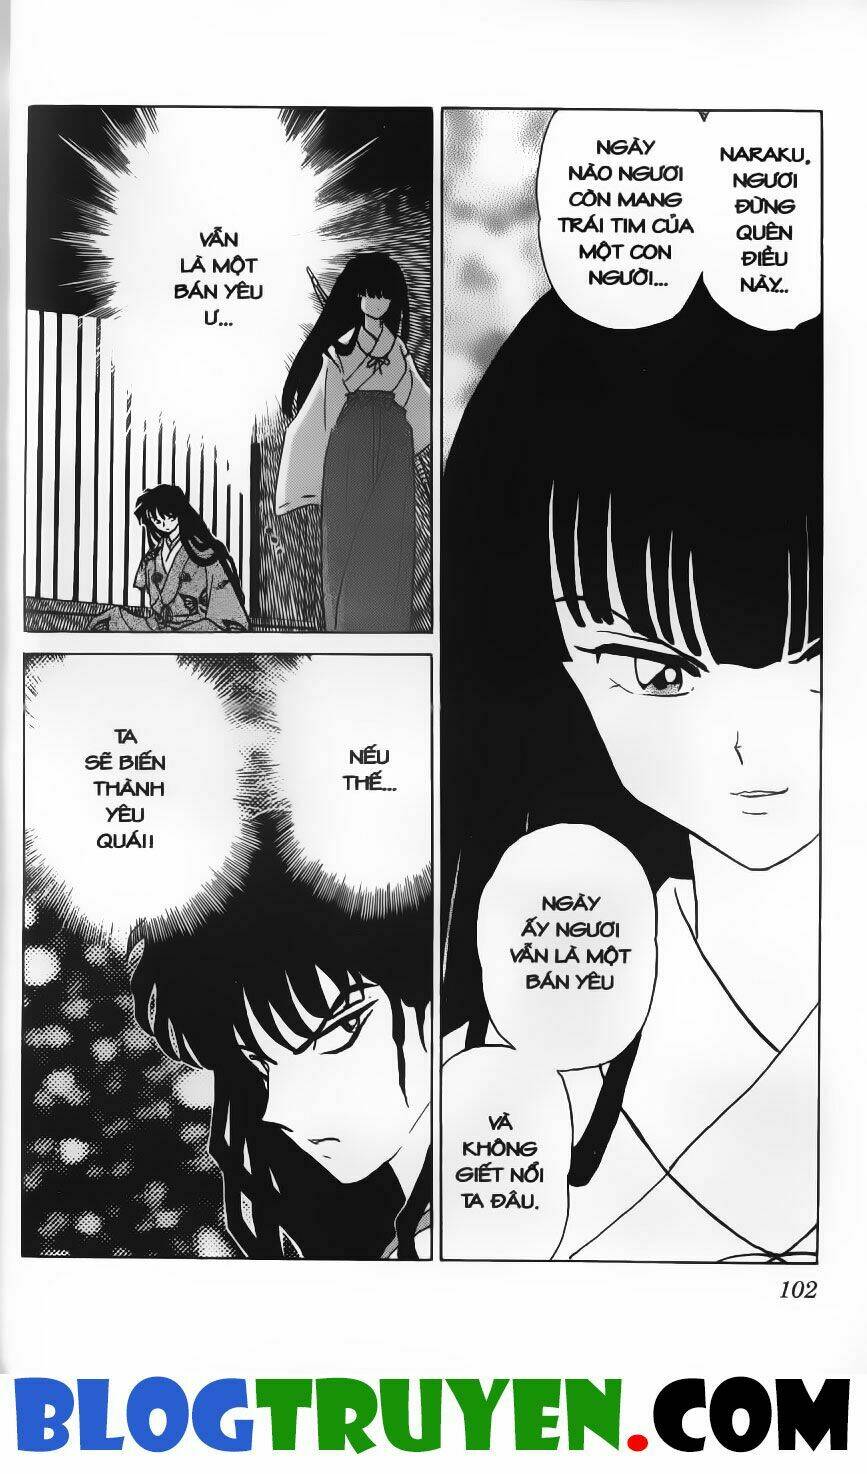 NARAKU,
NGƯƠI
ĐỪNG
QUÊN
ĐIỀU
NÀY...
NGÀY
NÀO NGƯƠI
CÒN MANG
TRÁI TIM CỦA
MỘT CON
NGƯỜI...
NGÀY
ẤY NGƯƠI
VẪN LÀ MỘT
BÁN YÊU
VÀ
KHÔNG
GIẾT NỔI
TA ĐÂU.
VẪN
LÀ MỘT
BÁN YÊU
Ư...
NẾU
THẾ...
TA
SẼ BIẾN
THÀNH
YÊU
QUÁI!
102
BLOGTRUYEN.COM